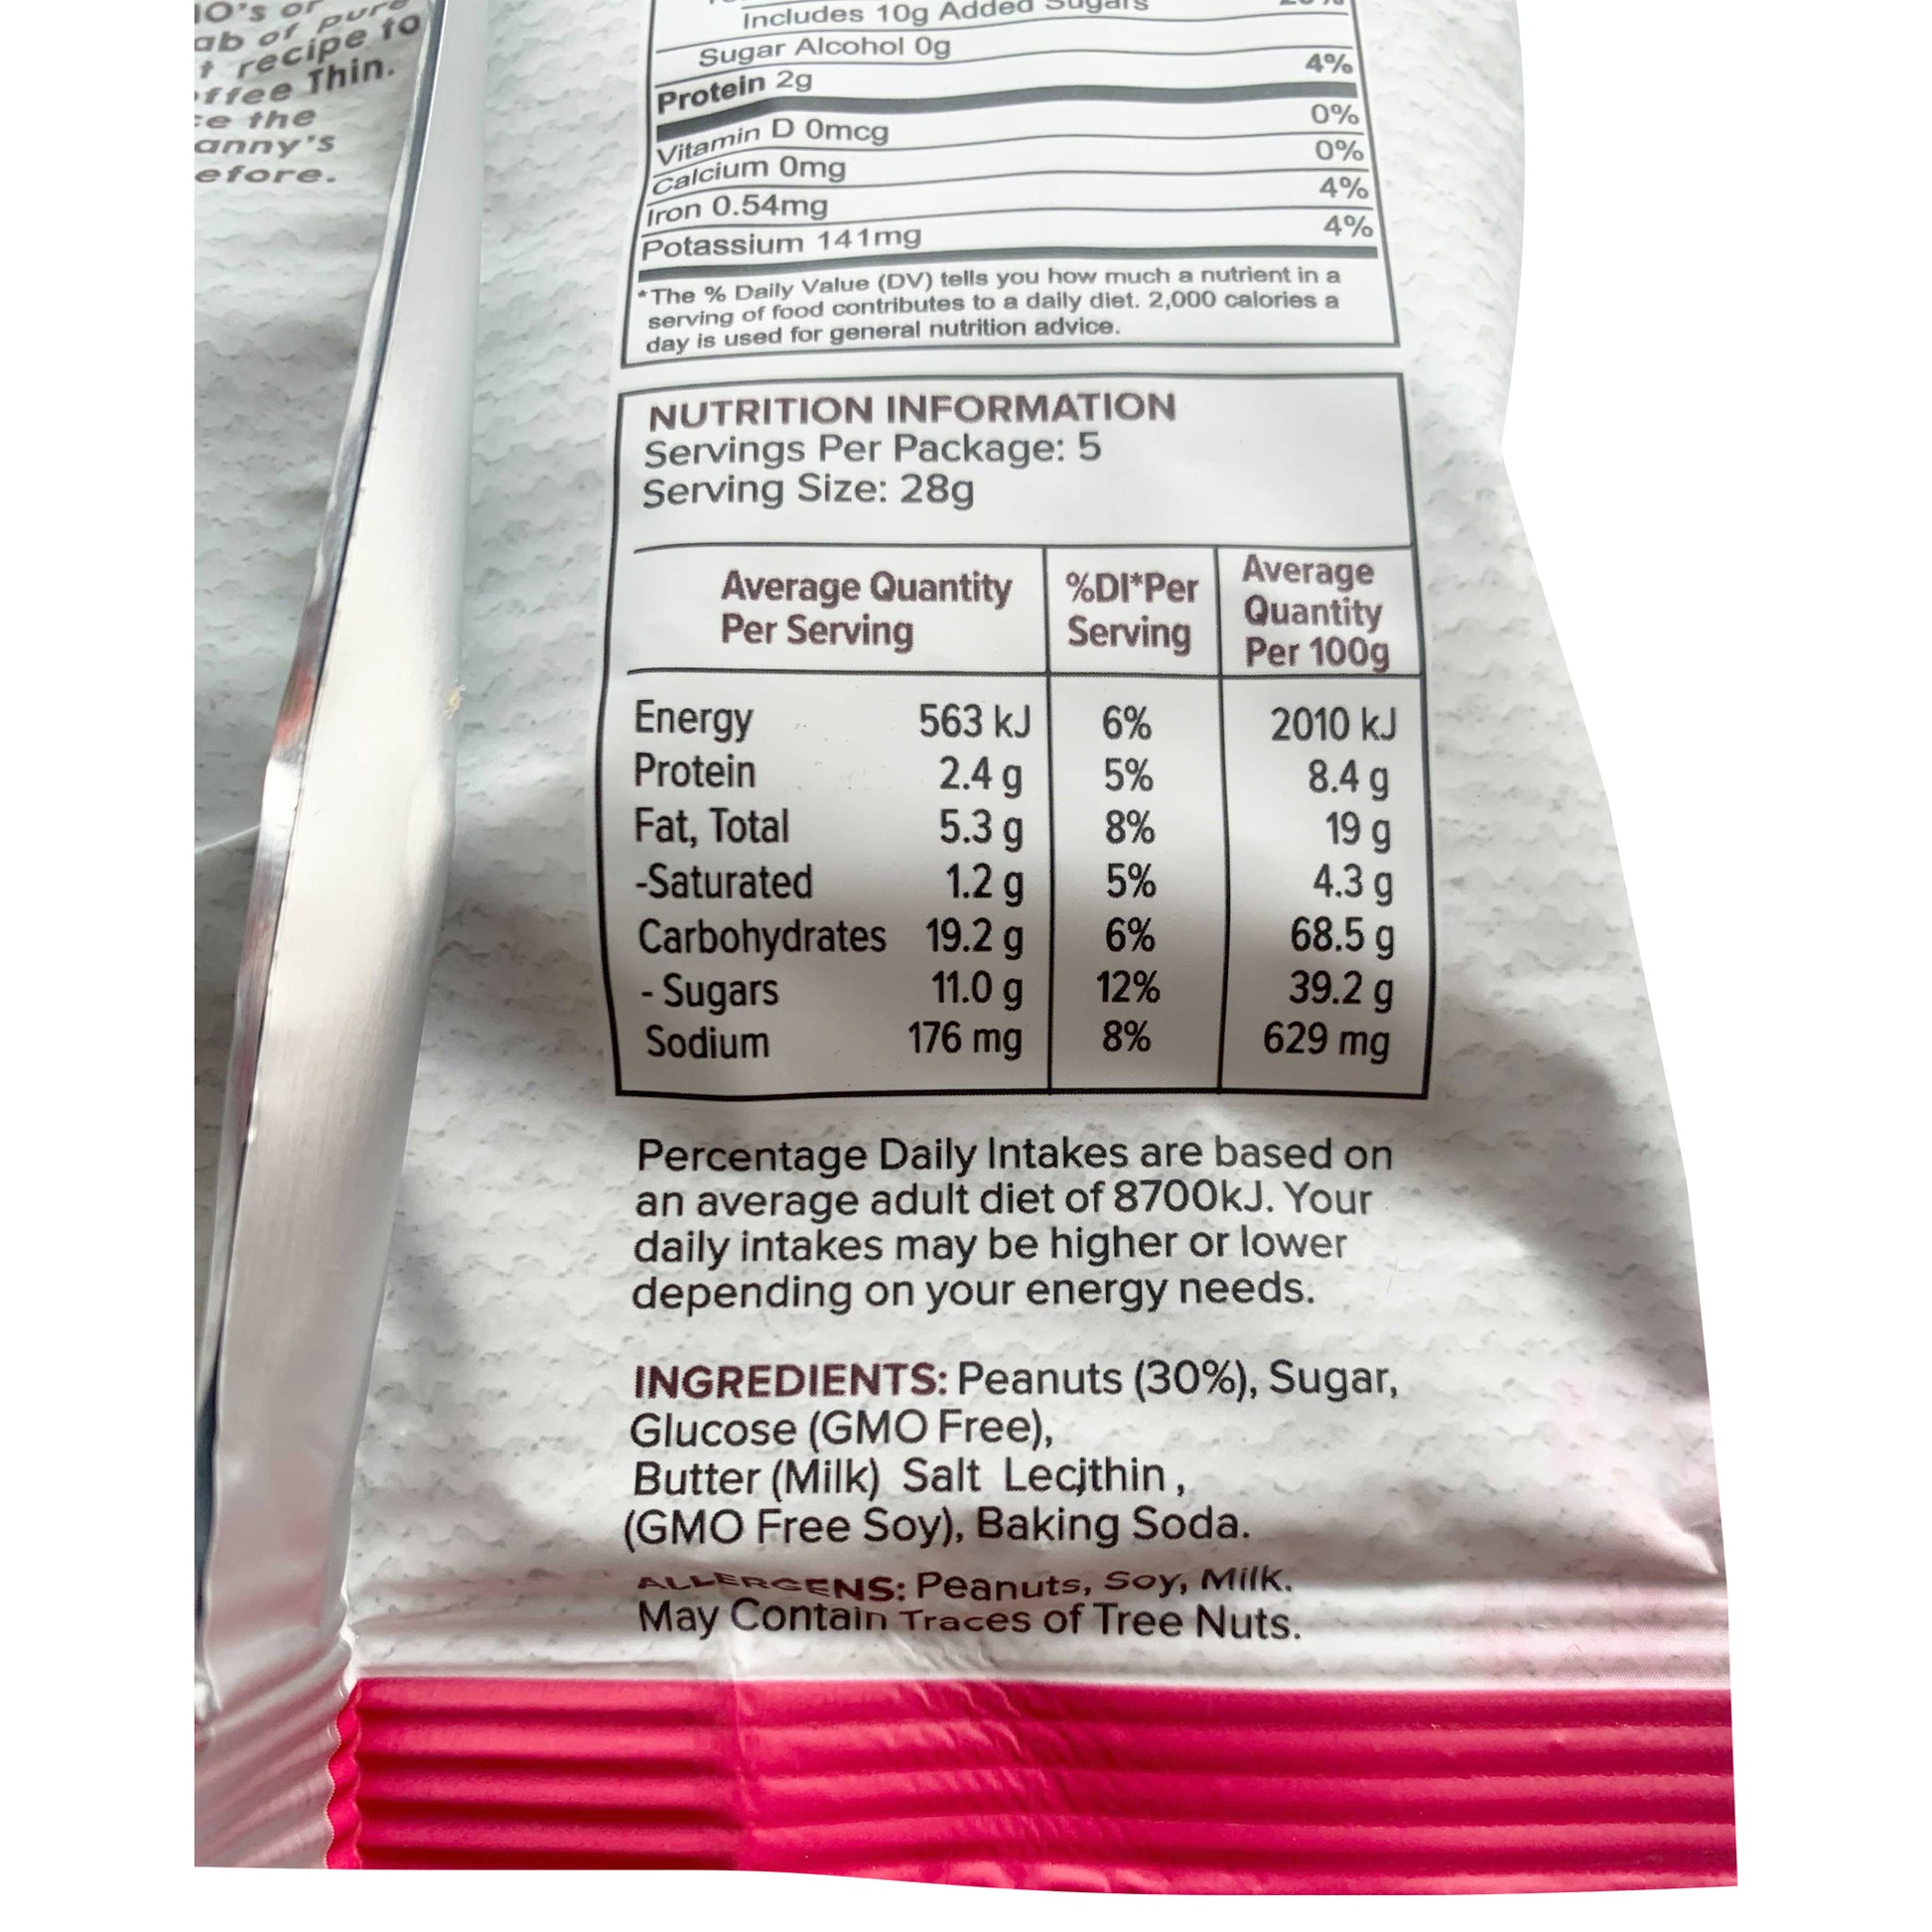 ab of pure
recipe to
Thin.
the
Includes 10g Added Sugars
Sugar Alcohol 0g
Protein 2g 4%
Vitamin D 0mcg 0%
Calcium 0mg 0%
Iron 0.54mg 4%
Potassium 141mg 4%
*The % Daily Value (DV) tells you how much a nutrient in a
serving of food contributes to a daily diet. 2,000 calories a
day is used for general nutrition advice.
NUTRITION INFORMATION
Servings Per Package: 5
Serving Size: 28g
Average Quantity
Per Serving
%DI*Per
Serving
Average
Quantity
Per 100g
Energy 563 kJ 6% 2010 kJ
Protein 2.4 g 5% 8.4 g
Fat, Total 5.3 g 8% 19 g
-Saturated 1.2 g 5% 4.3 g
Carbohydrates 19.2 g 6% 68.5 g
- Sugars 11.0 g 12% 39.2 g
Sodium 176 mg 8% 629 mg
Percentage Daily Intakes are based on
an average adult diet of 8700kJ. Your
daily intakes may be higher or lower
depending on your energy needs.
INGREDIENTS: Peanuts (30%), Sugar,
Glucose (GMO Free),
Butter (Milk) Salt Lecithin,
(GMO Free Soy), Baking Soda.
ALLERGENS: Peanuts, Soy, Milk.
May Contain Traces of Tree Nuts.